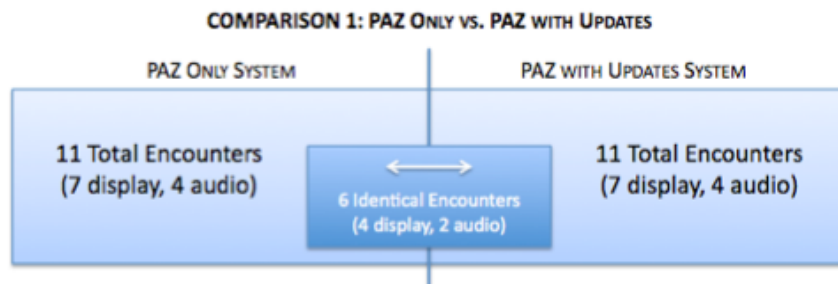 COMPARISON 1: PAZ ONLY VS. PAZ WITH UPDATES
PAZ ONLY SYSTEM
PAZ WITH UPDATES SYSTEM
11 Total Encounters
(7 display, 4 audio)
6 Identical Encounters
(4 display, 2 audio)
11 Total Encounters
(7 display, 4 audio)